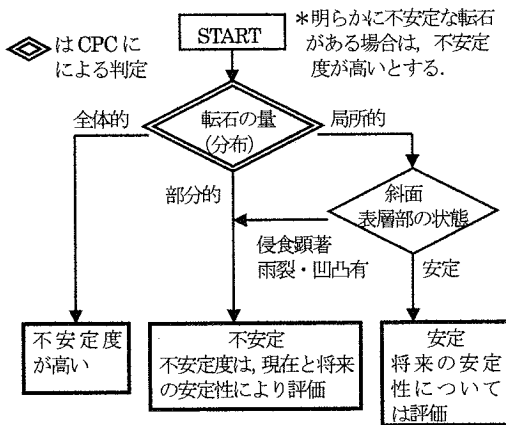 はCPCに
による判定
START
＊明らかに不安定な転石
がある場合は，不安定
度が高いとする．
全体的
転石の量
(分布)
局所的
部分的
斜面
表層部の状態
侵食顕著
雨裂・凹凸有
安定
不安定度
が高い
不安定
不安定度は，現在と将来
の安定性により評価
安定
将来の安定
性について
は評価